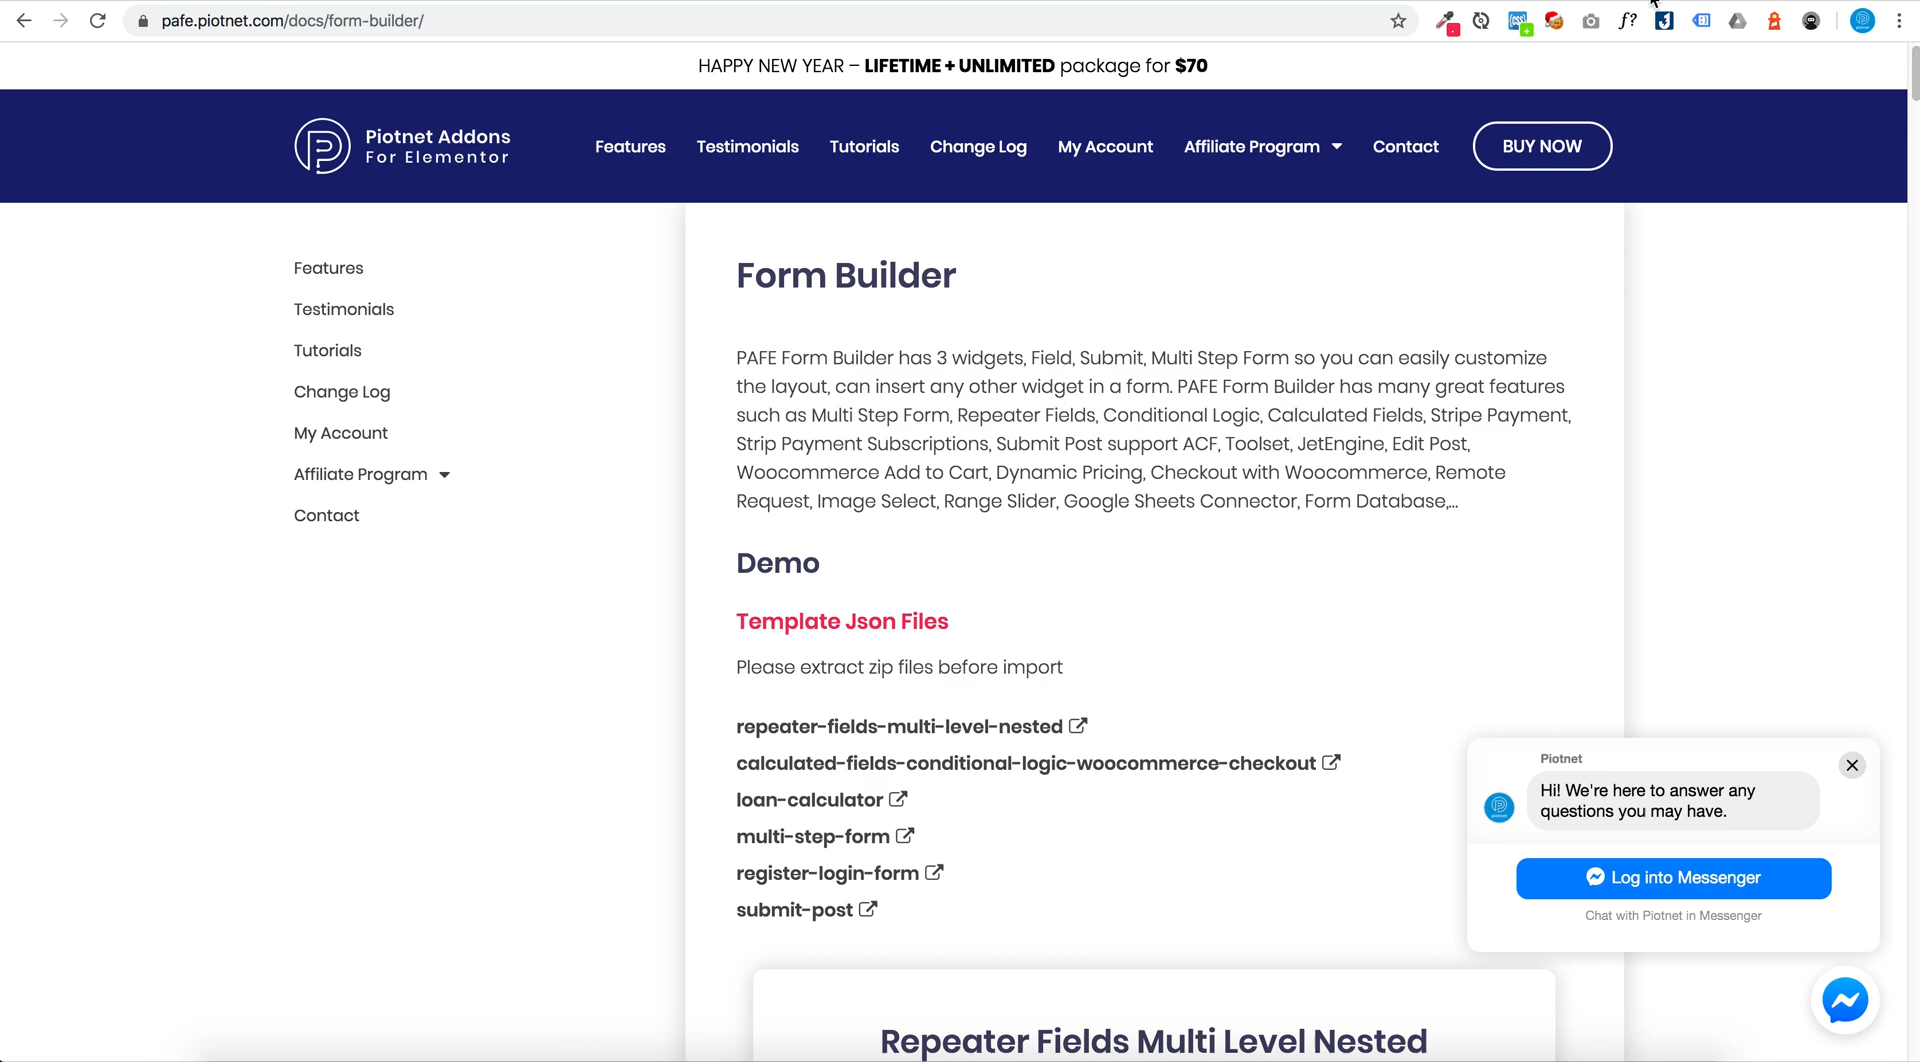 pafe.piotnet.com/docs/form-builder/
f?
HAPPY NEW YEAR – LIFETIME + UNLIMITED package for $70
Piotnet Addons
For Elementor
Features
Testimonials
Tutorials
Change Log
My Account
Affiliate Program
Contact
BUY NOW
Features
Testimonials
Tutorials
Change Log
My Account
Affiliate Program
Contact
Form Builder
PAFE Form Builder has 3 widgets, Field, Submit, Multi Step Form so you can easily customize
the layout, can insert any other widget in a form. PAFE Form Builder has many great features
such as Multi Step Form, Repeater Fields, Conditional Logic, Calculated Fields, Stripe Payment,
Strip Payment Subscriptions, Submit Post support ACF, Toolset, JetEngine, Edit Post,
Woocommerce Add to Cart, Dynamic Pricing, Checkout with Woocommerce, Remote
Request, Image Select, Range Slider, Google Sheets Connector, Form Database,...
Demo
Template Json Files
Please extract zip files before import
repeater-fields-multi-level-nested
calculated-fields-conditional-logic-woocommerce-checkout
loan-calculator
multi-step-form
register-login-form
submit-post
Repeater Fields Multi Level Nested
Piotnet
Hi! We're here to answer any
questions you may have.
Log into Messenger
Chat with Piotnet in Messenger